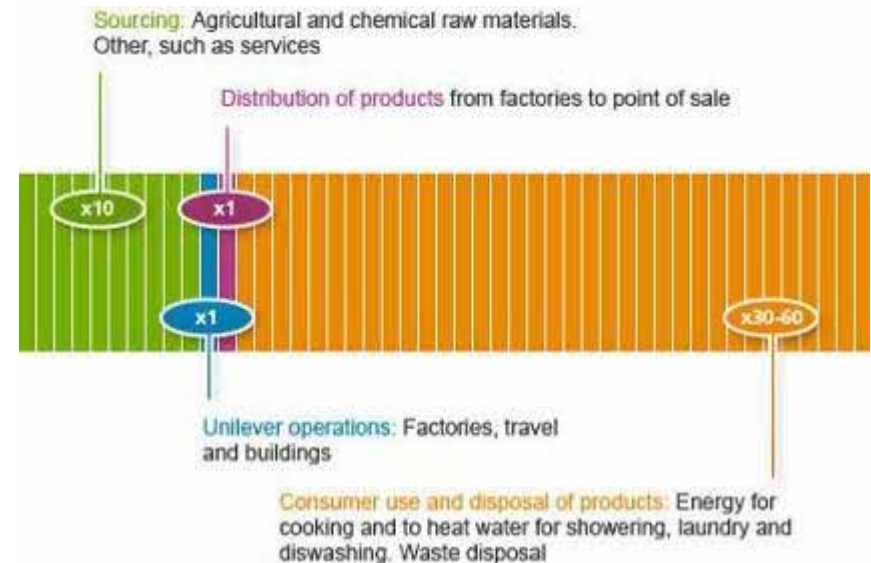 Sourcing: Agricultural and chemical raw materials.
Other, such as services
Distribution of products from factories to point of sale
x10
x1
x1
x30-60
Unilever operations: Factories, travel
and buildings
Consumer use and disposal of products: Energy for
cooking and to heat water for showering, laundry and
diswashing. Waste disposal